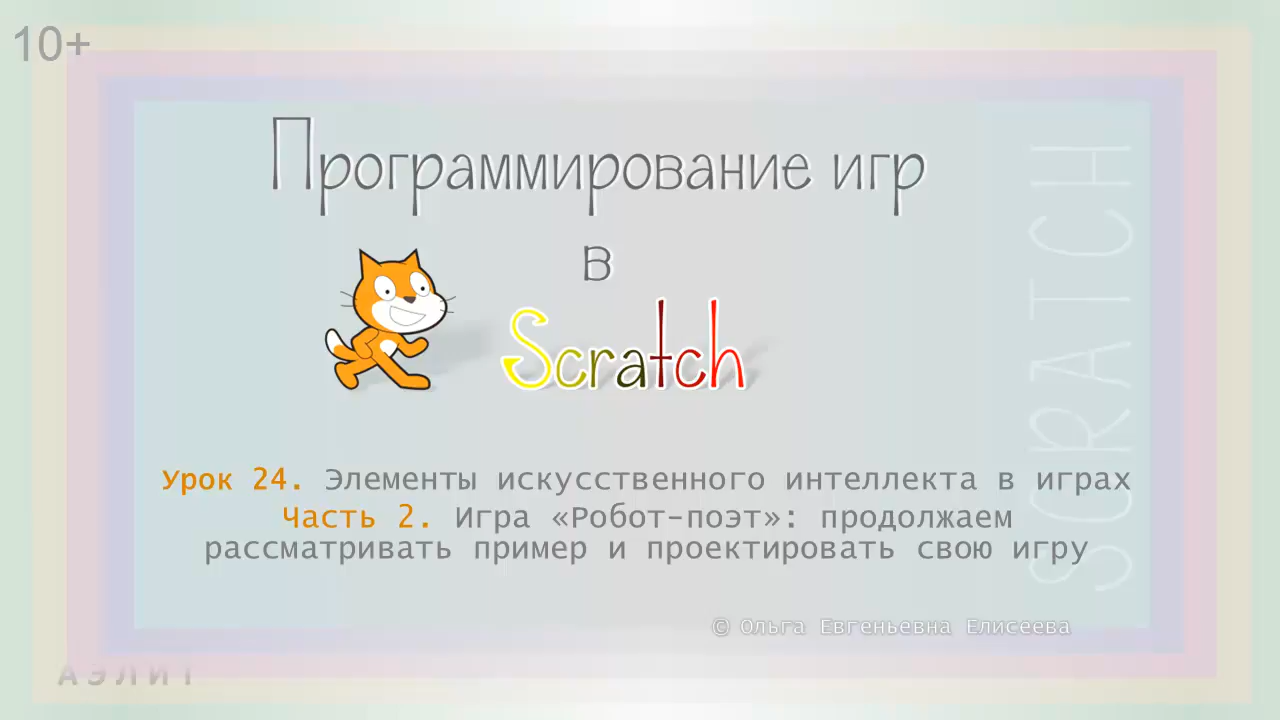 10+
Программирование игр
в
Scratch
SCRATCH
Урок 24. Элементы искусственного интеллекта в играх
Часть 2. Игра «Робот-поэт»: продолжаем
рассматривать пример и проектировать свою игру
© Ольга Евгеньевна Елисеева
АЭЛИТ